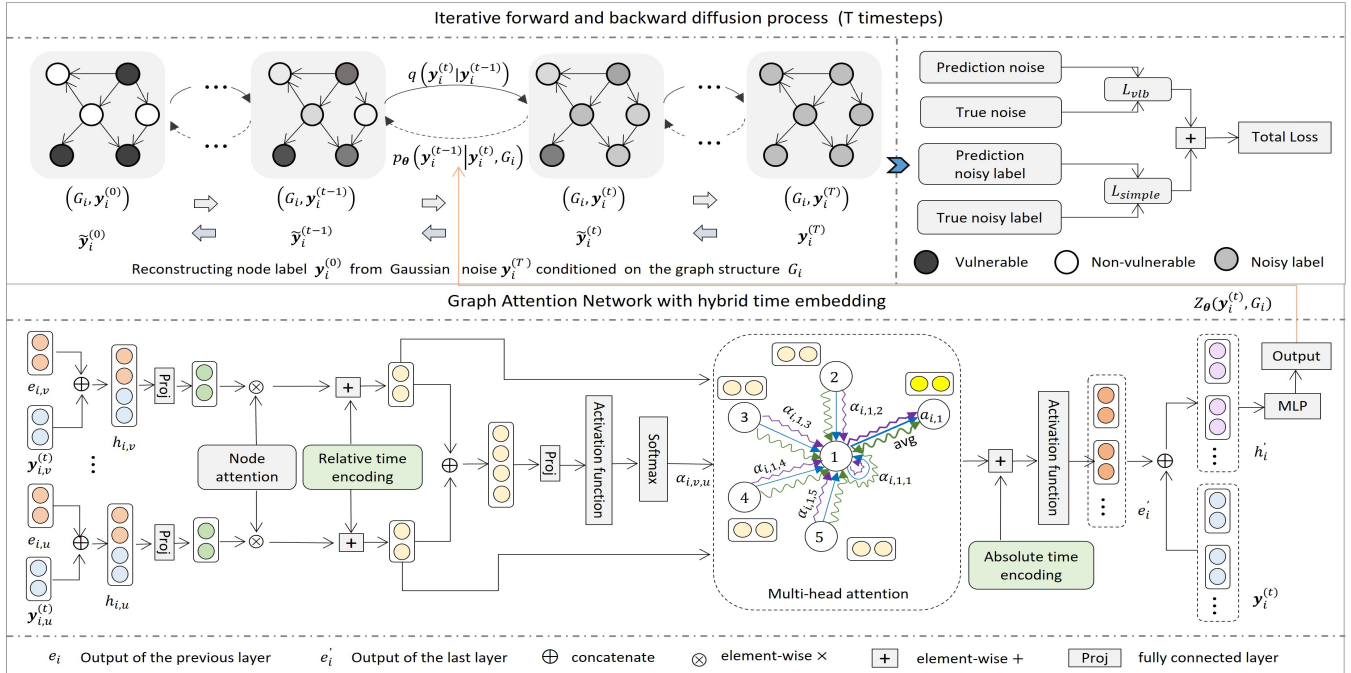 Iterative forward and backward diffusion process (T timesteps)
q(y_i^(t)|y_i^(t-1))
p_θ(y_i^(t-1)|y_i^(t), G_i)
(G_i, y_i^(0))
(G_i, y_i^(t-1))
(G_i, y_i^(t))
(G_i, y_i^(T))
ỹ_i^(0)
ỹ_i^(t-1)
ỹ_i^(t)
y_i^(T)
Reconstructing node label y_i^(0) from Gaussian noise y_i^(T) conditioned on the graph structure G_i
Prediction noise
True noise
L_vlb
Prediction
noisy label
True noisy label
L_simple
+
Total Loss
Vulnerable
Non-vulnerable
Noisy label
Graph Attention Network with hybrid time embedding
Z_θ(y_i^(t), G_i)
e_i,v
y_i,v^(t)
h_i,v
Proj
e_i,u
y_i,u^(t)
h_i,u
Proj
Node
attention
Relative time
encoding
+
+
Proj
Activation function
Softmax
α_i,v,u
1
2
3
4
5
a_i,1
avg
α_i,1,1
α_i,1,2
α_i,1,3
α_i,1,4
α_i,1,5
Multi-head attention
+
Absolute time
encoding
Activation function
e_i'
h_i'
y_i^(t)
MLP
Output
e_i Output of the previous layer
e_i' Output of the last layer
⊕ concatenate
⊗ element-wise ×
+ element-wise +
Proj fully connected layer